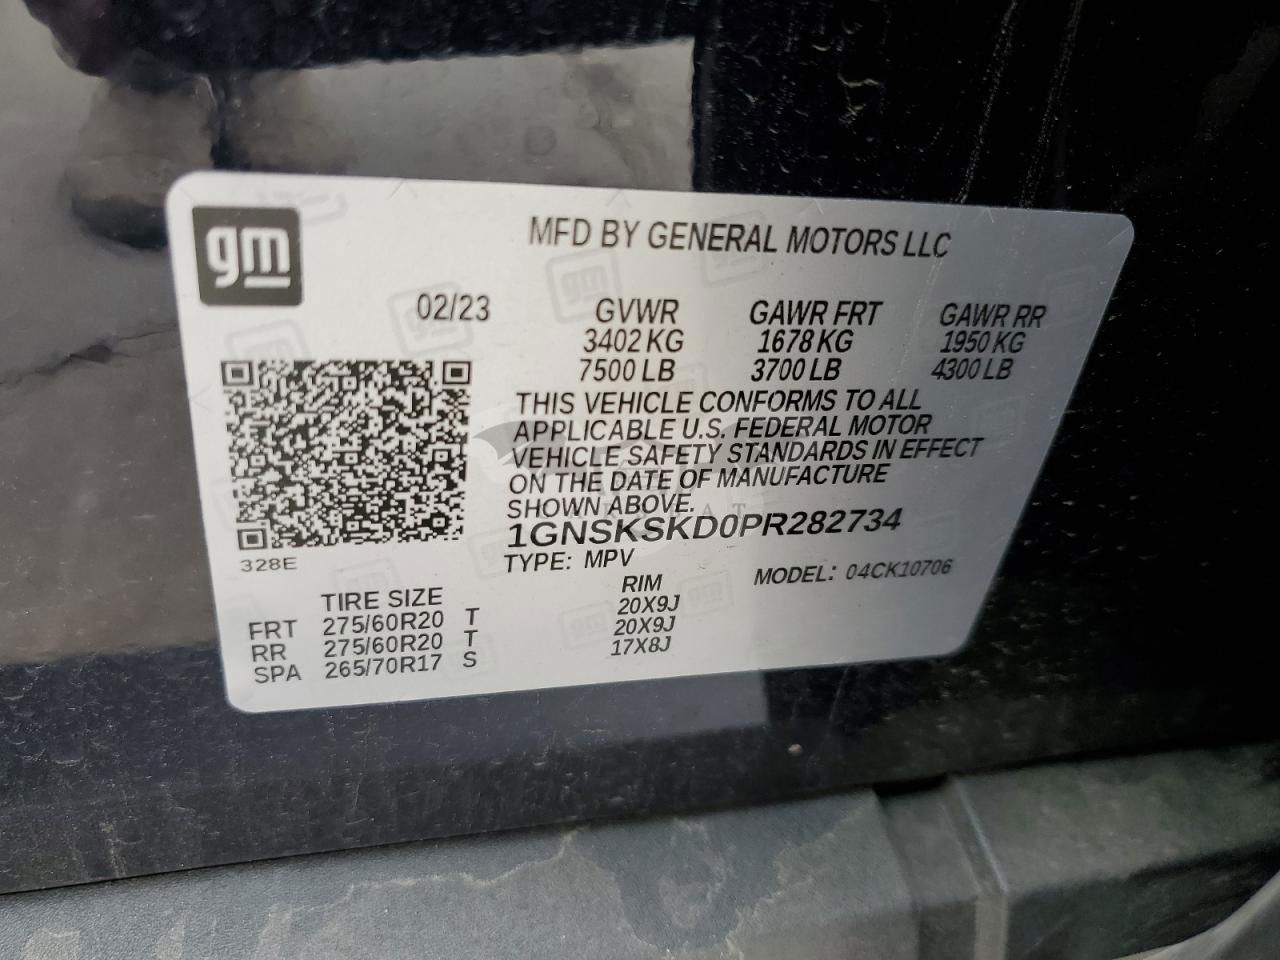 gm
MFD BY GENERAL MOTORS LLC
02/23 GVWR GAWR FRT GAWR RR
3402 KG 1678 KG 1950 KG
7500 LB 3700 LB 4300 LB
THIS VEHICLE CONFORMS TO ALL
APPLICABLE U.S. FEDERAL MOTOR
VEHICLE SAFETY STANDARDS IN EFFECT
ON THE DATE OF MANUFACTURE
SHOWN ABOVE.
1GNSKSKD0PR282734
328E
TYPE: MPV MODEL: 04CK10706
TIRE SIZE RIM
FRT 275/60R20 T 20X9J
RR 275/60R20 T 20X9J
SPA 265/70R17 S 17X8J